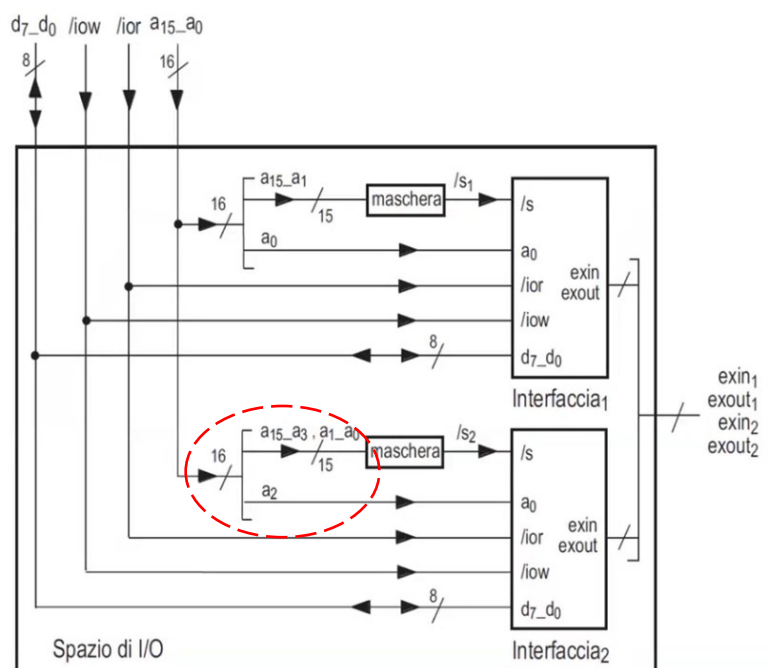 d7_d0 /iow /ior a15_a0
8
16
a15_a1
/s1
16
15
maschera
/s
a0
a0
exin
/ior
exout
/iow
8
d7_d0
Interfaccia1
exin1
exout1
exin2
exout2
a15_a3 , a1_a0
/s2
16
15
maschera
/s
a2
a0
exin
/ior
exout
/iow
8
d7_d0
Spazio di I/O
Interfaccia2